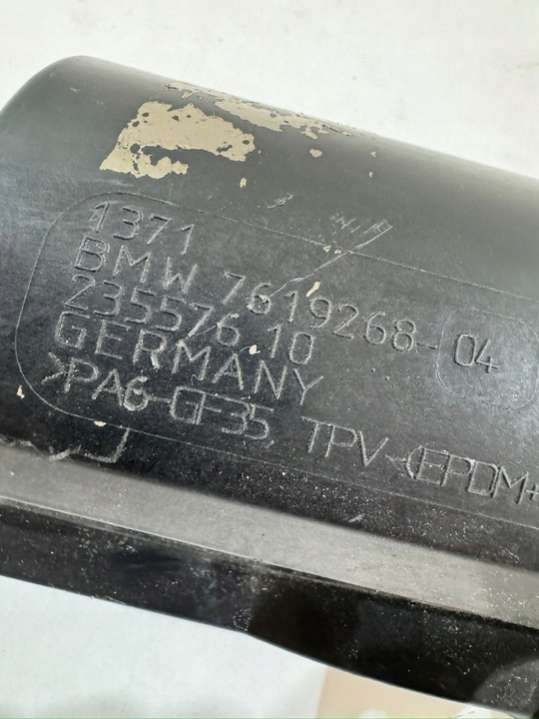 1371
BMW 7619268-04
235576 10
GERMANY
>PA6-GF35, TPV-(EPDM+